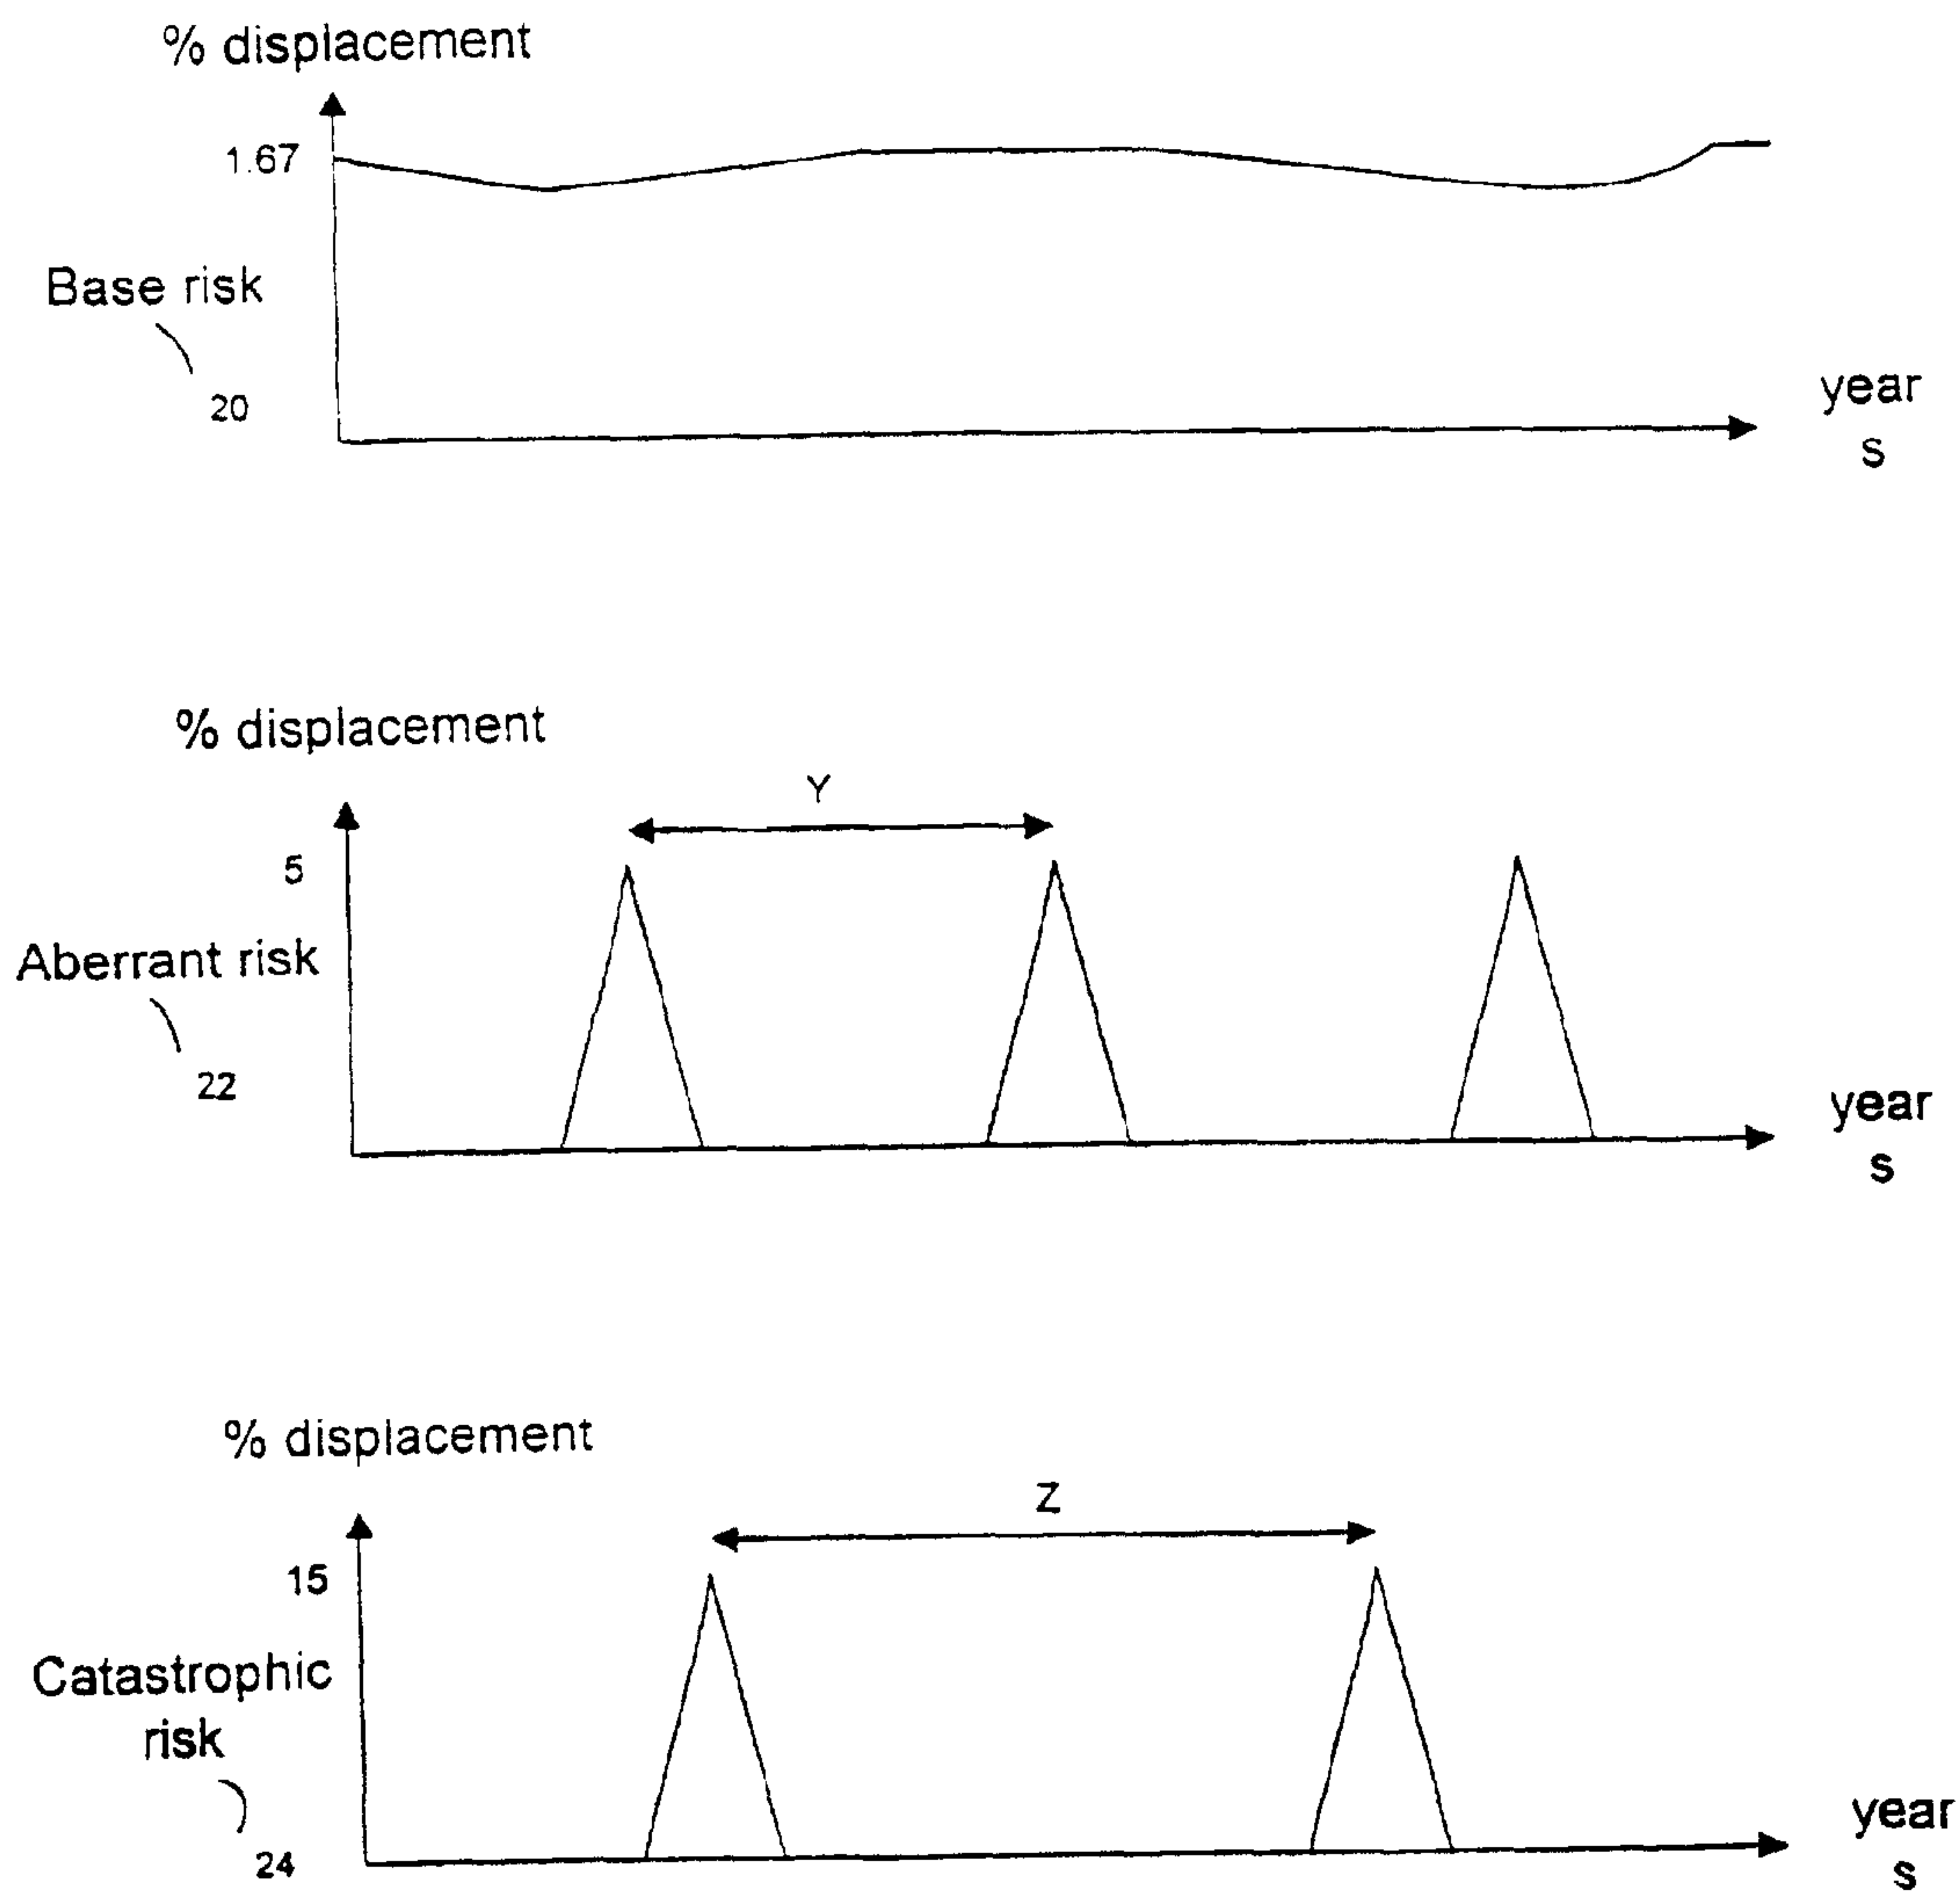 % displacement
1.67
Base risk
20
year
s
% displacement
Y
5
Aberrant risk
22
year
s
% displacement
Z
15
Catastrophic
risk
24
year
s